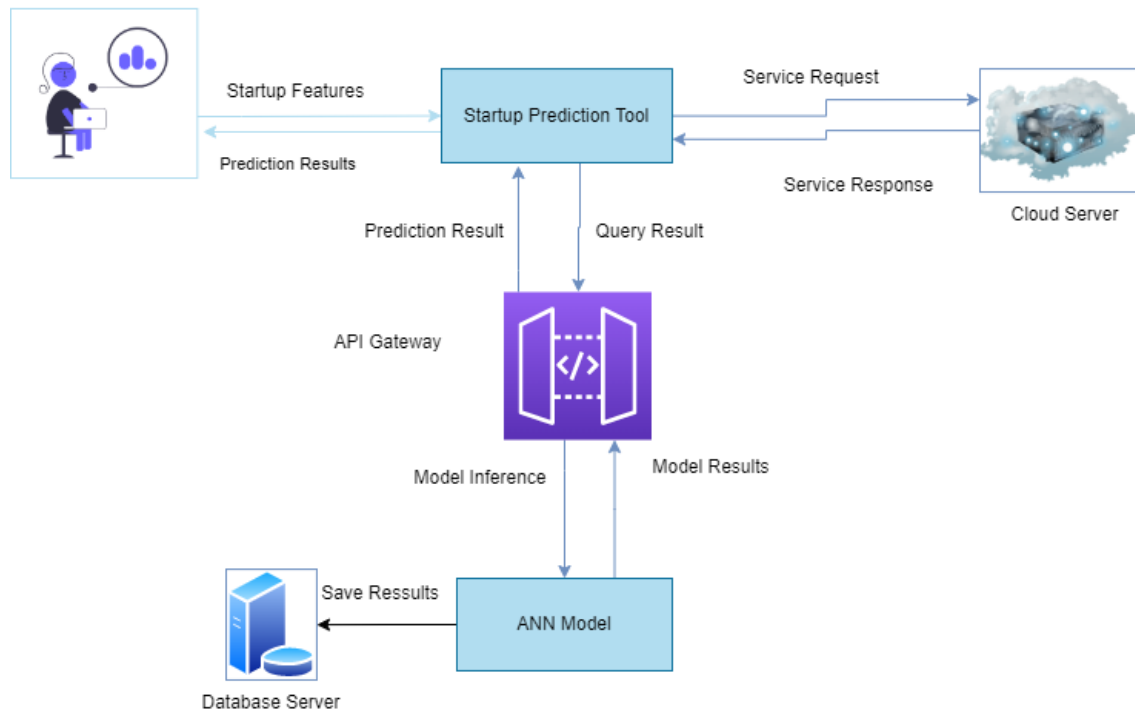 Startup Features
Prediction Results
Startup Prediction Tool
Service Request
Service Response
Cloud Server
Prediction Result
Query Result
API Gateway
</>
Model Inference
Model Results
Save Ressults
ANN Model
Database Server